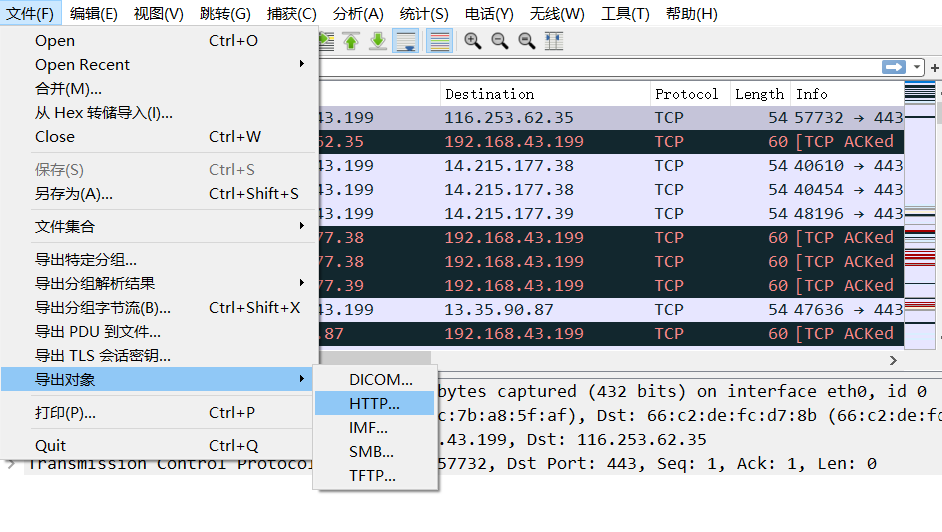 文件(F) 编辑(E) 视图(V) 跳转(G) 捕获(C) 分析(A) 统计(S) 电话(Y) 无线(W) 工具(T) 帮助(H)
Open Ctrl+O
Open Recent
合并(M)...
从 Hex 转储导入(I)...
Close Ctrl+W
保存(S) Ctrl+S
另存为(A)... Ctrl+Shift+S
文件集合
导出特定分组...
导出分组解析结果
导出分组字节流(B)... Ctrl+Shift+X
导出 PDU 到文件...
导出 TLS 会话密钥...
导出对象
打印(P)... Ctrl+P
Quit Ctrl+Q
DICOM...
HTTP...
IMF...
SMB...
TFTP...
Destination Protocol Length Info
43.199 116.253.62.35 TCP 54 57732 → 443
62.35 192.168.43.199 TCP 60 [TCP ACKed
43.199 14.215.177.38 TCP 54 40610 → 443
43.199 14.215.177.38 TCP 54 40454 → 443
43.199 14.215.177.39 TCP 54 48196 → 443
77.38 192.168.43.199 TCP 60 [TCP ACKed
77.38 192.168.43.199 TCP 60 [TCP ACKed
77.39 192.168.43.199 TCP 60 [TCP ACKed
43.199 13.35.90.87 TCP 54 47636 → 443
.87 192.168.43.199 TCP 60 [TCP ACKed
bytes captured (432 bits) on interface eth0, id 0
c:7b:a8:5f:af), Dst: 66:c2:de:fc:d7:8b (66:c2:de:fc
.43.199, Dst: 116.253.62.35
Transmission Control Protoco 57732, Dst Port: 443, Seq: 1, Ack: 1, Len: 0